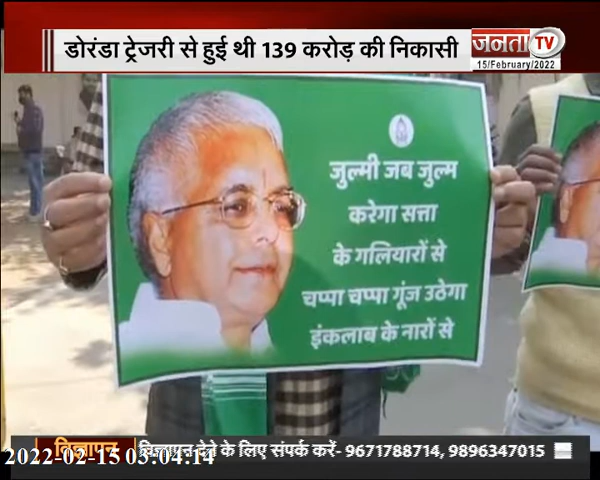 डोरंडा ट्रेजरी से हुई थी 139 करोड़ की निकासी
जनता TV
15/February/2022
जुल्मी जब जुल्म
करेगा सत्ता
के गलियारों से
चप्पा चप्पा गूंज उठेगा
इंकलाब के नारों से
विज्ञापन
विज्ञापन देने के लिए संपर्क करें- 9671788714, 9896347015
2022-02-15 03:04:14